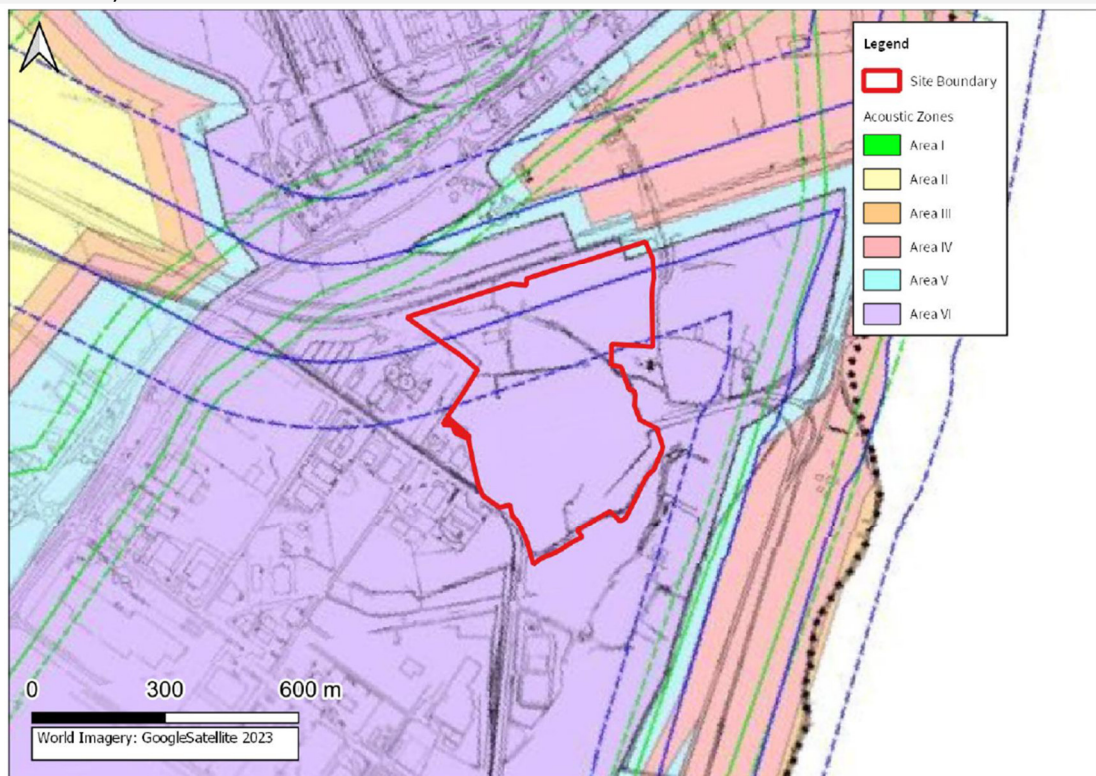 Legend
Site Boundary
Acoustic Zones
Area I
Area II
Area III
Area IV
Area V
Area VI
0 300 600 m
World Imagery: GoogleSatellite 2023